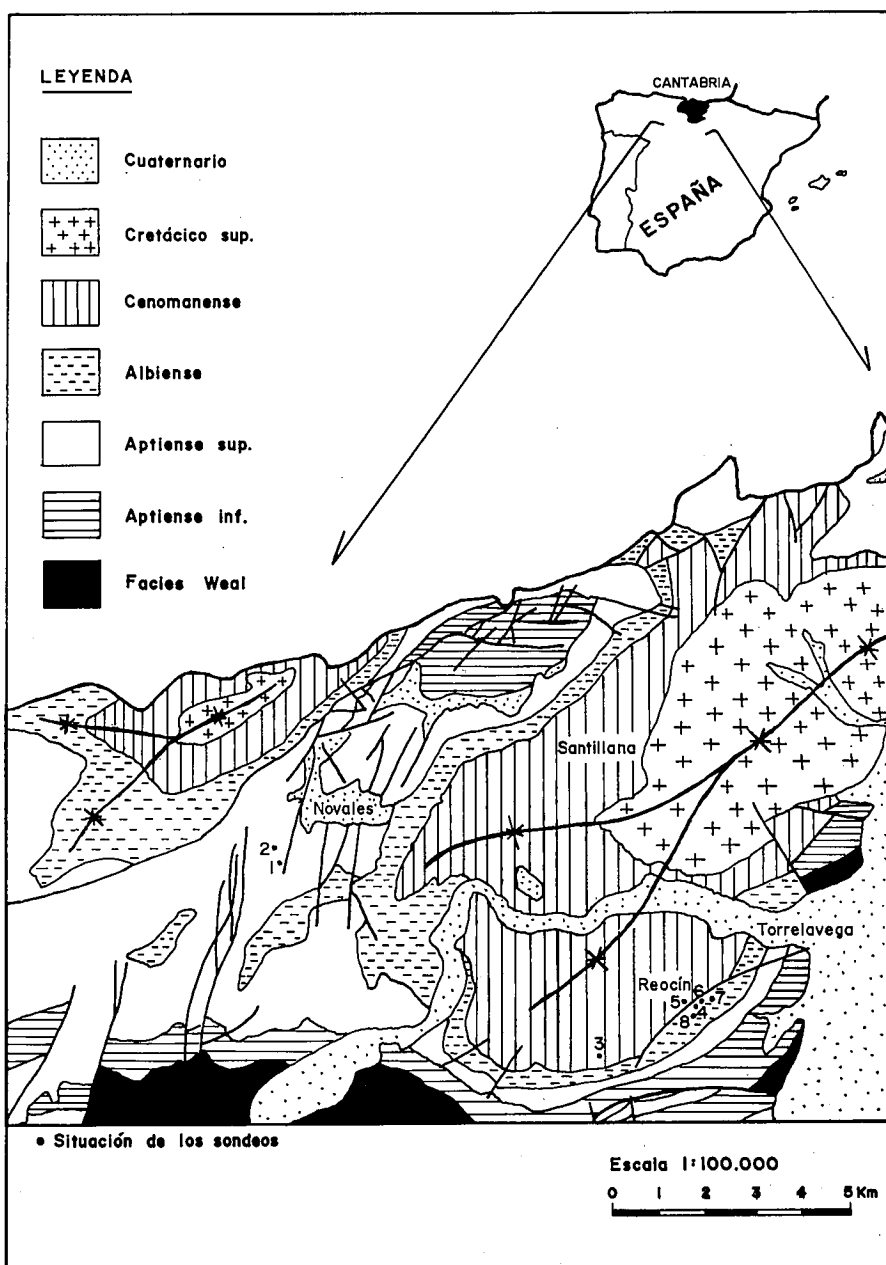 LEYENDA
Cuaternario
Cretácico sup.
Cenomanense
Albiense
Aptiense sup.
Aptiense inf.
Facies Weal
CANTABRIA
ESPAÑA
Santillana
Novales
2
1
Torrelavega
Reocín
6
5 7
4
8
3
• Situación de los sondeos
Escala 1:100.000
0 1 2 3 4 5 Km